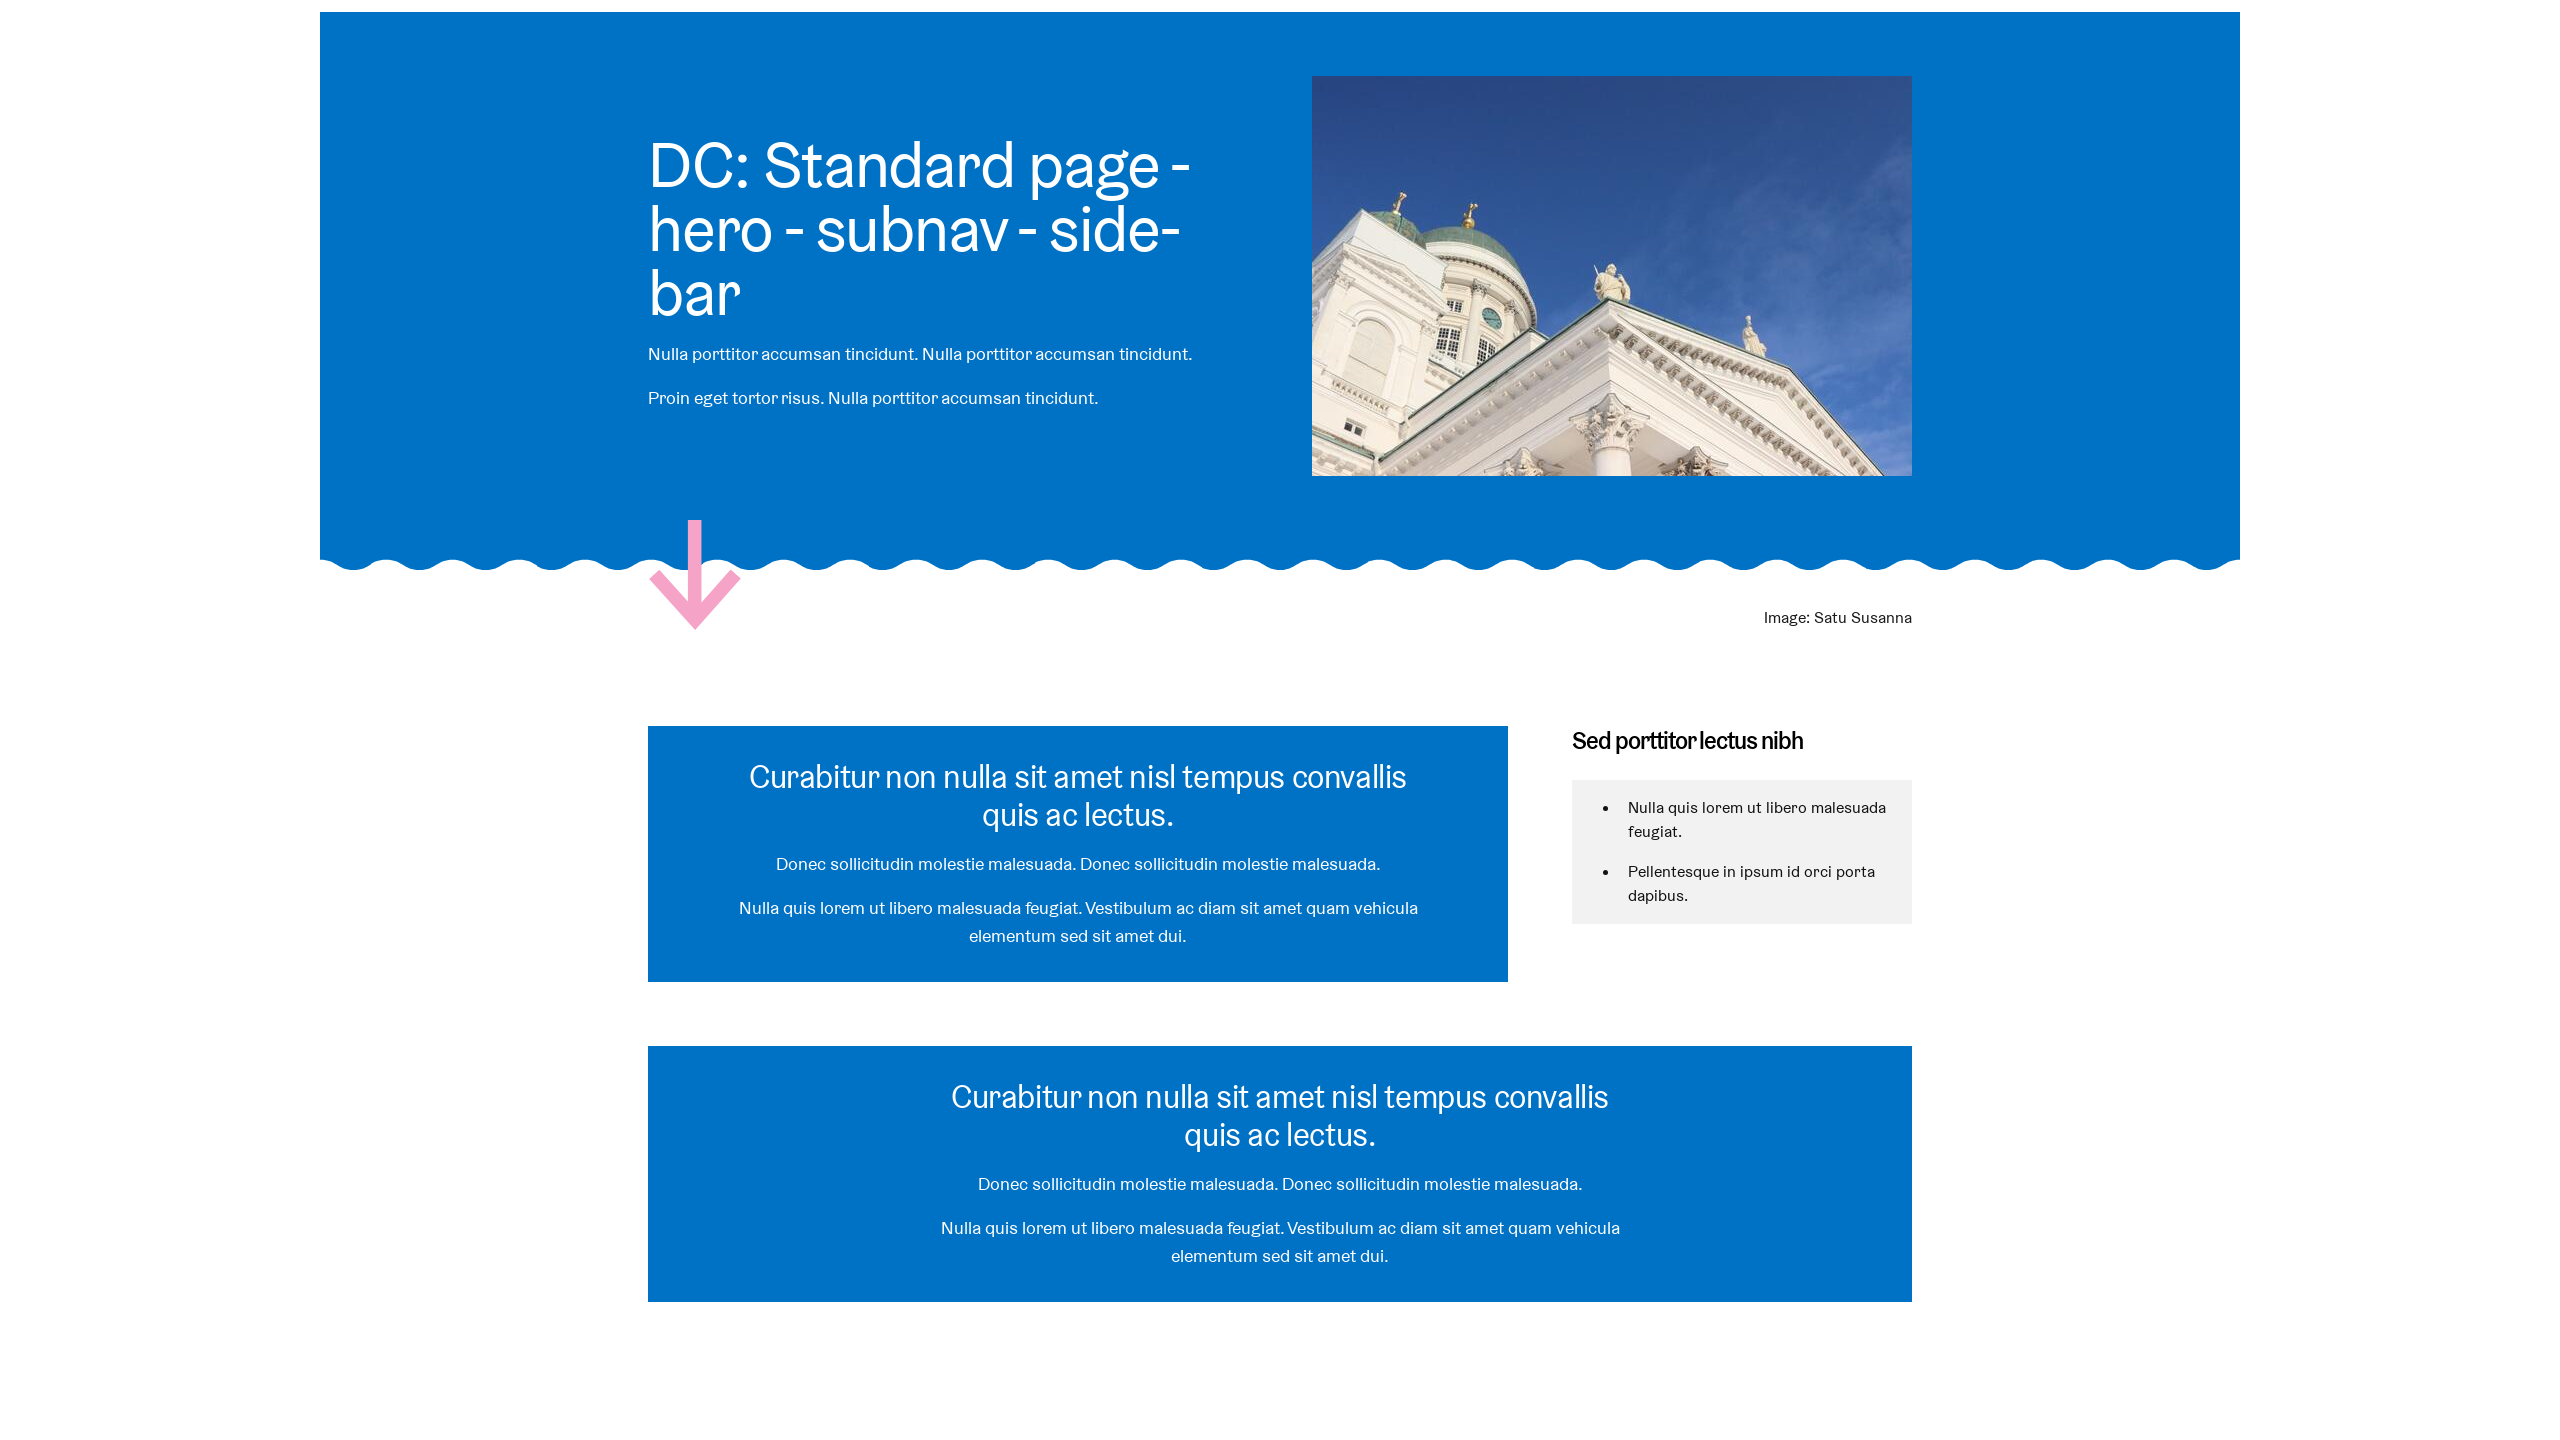 DC: Standard page -
hero - subnav - side-
bar
Nulla porttitor accumsan tincidunt. Nulla porttitor accumsan tincidunt.
Proin eget tortor risus. Nulla porttitor accumsan tincidunt.
Image: Satu Susanna
Curabitur non nulla sit amet nisl tempus convallis
quis ac lectus.
Donec sollicitudin molestie malesuada. Donec sollicitudin molestie malesuada.
Nulla quis lorem ut libero malesuada feugiat. Vestibulum ac diam sit amet quam vehicula
elementum sed sit amet dui.
Sed porttitor lectus nibh
• Nulla quis lorem ut libero malesuada
feugiat.
• Pellentesque in ipsum id orci porta
dapibus.
Curabitur non nulla sit amet nisl tempus convallis
quis ac lectus.
Donec sollicitudin molestie malesuada. Donec sollicitudin molestie malesuada.
Nulla quis lorem ut libero malesuada feugiat. Vestibulum ac diam sit amet quam vehicula
elementum sed sit amet dui.